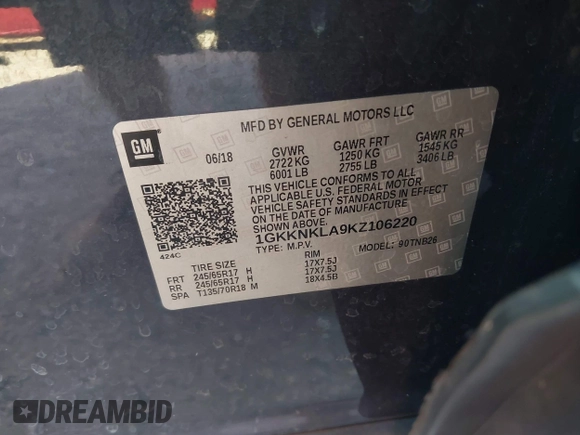 MFD BY GENERAL MOTORS LLC
GM
06/18 GVWR GAWR FRT GAWR RR
2722 KG 1250 KG 1545 KG
6001 LB 2755 LB 3406 LB
THIS VEHICLE CONFORMS TO ALL
APPLICABLE U.S. FEDERAL MOTOR
VEHICLE SAFETY STANDARDS IN EFFECT
ON THE DATE OF MANUFACTURE SHOWN ABOVE.
1GKKNKLA9KZ106220
TYPE: M.P.V. MODEL: 99TNB26
424C
TIRE SIZE RIM
FRT 245/65R17 H 17X7.5J
RR 245/65R17 H 17X7.5J
SPA T135/70R18 M 18X4.5B
DREAMBID